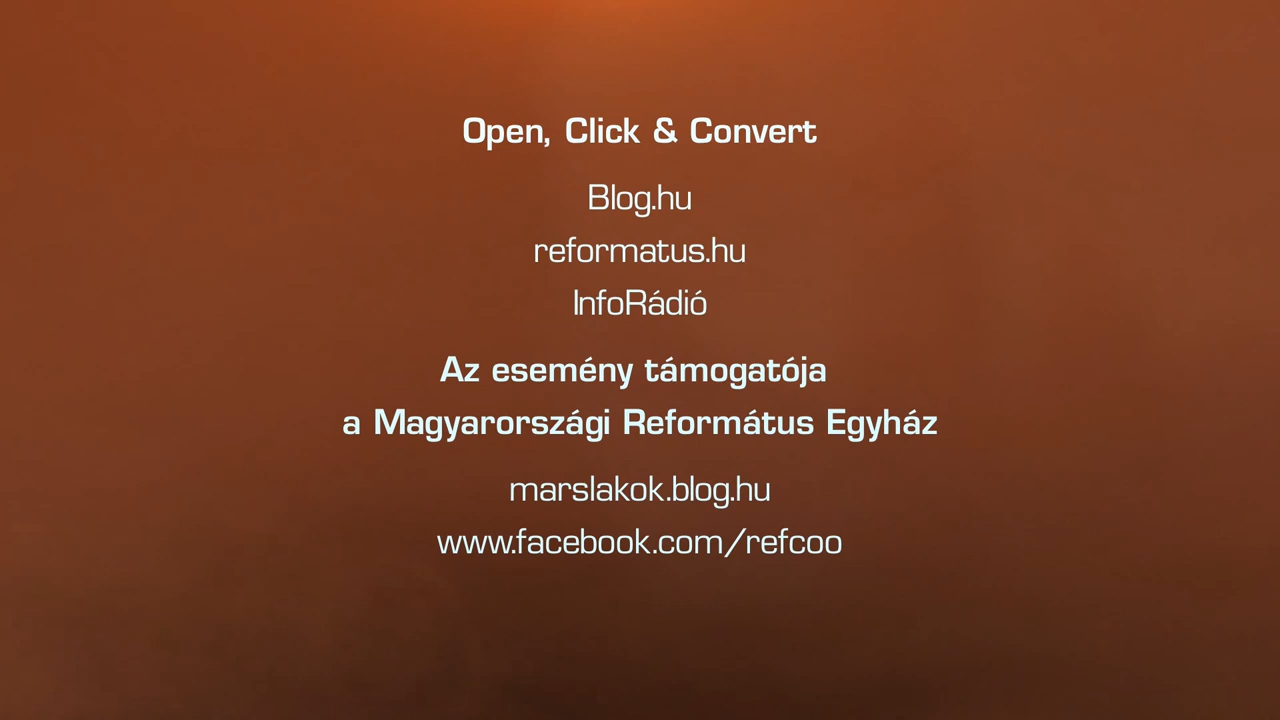 Open, Click & Convert
Blog.hu
reformatus.hu
InfoRádió
Az esemény támogatója
a Magyarországi Református Egyház
marslakok.blog.hu
www.facebook.com/refcoo